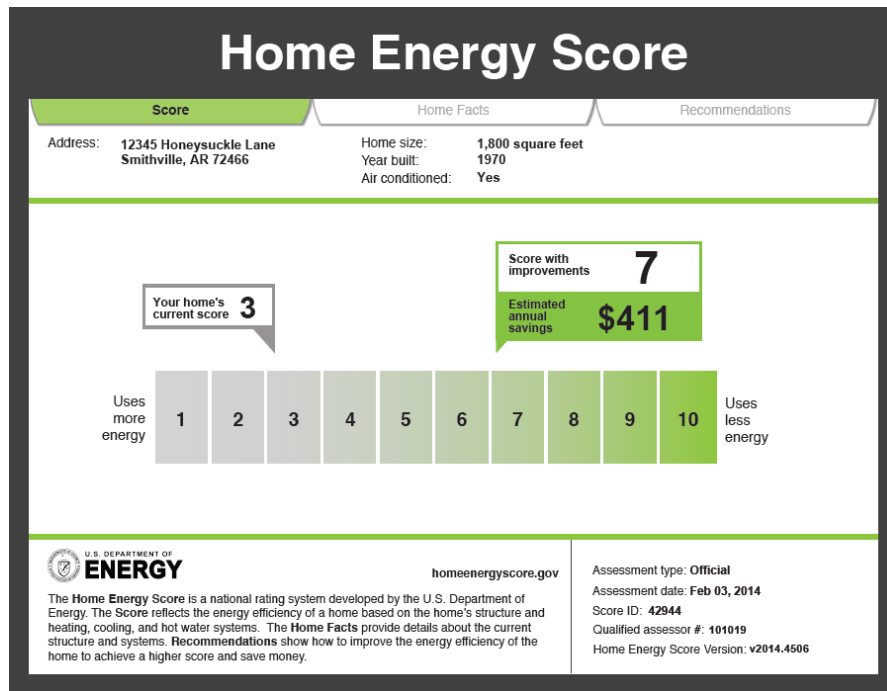 Home Energy Score
Score
Home Facts
Recommendations
Address:
12345 Honeysuckle Lane
Smithville, AR 72466
Home size: 1,800 square feet
Year built: 1970
Air conditioned: Yes
Score with
improvements
7
Estimated
annual
savings
$411
Your home's
current score
3
Uses
more
energy
1 2 3 4 5 6 7 8 9 10
Uses
less
energy
U.S. DEPARTMENT OF
ENERGY
homeenergyscore.gov
The Home Energy Score is a national rating system developed by the U.S. Department of
Energy. The Score reflects the energy efficiency of a home based on the home's structure and
heating, cooling, and hot water systems. The Home Facts provide details about the current
structure and systems. Recommendations show how to improve the energy efficiency of the
home to achieve a higher score and save money.
Assessment type: Official
Assessment date: Feb 03, 2014
Score ID: 42944
Qualified assessor #: 101019
Home Energy Score Version: v2014.4506